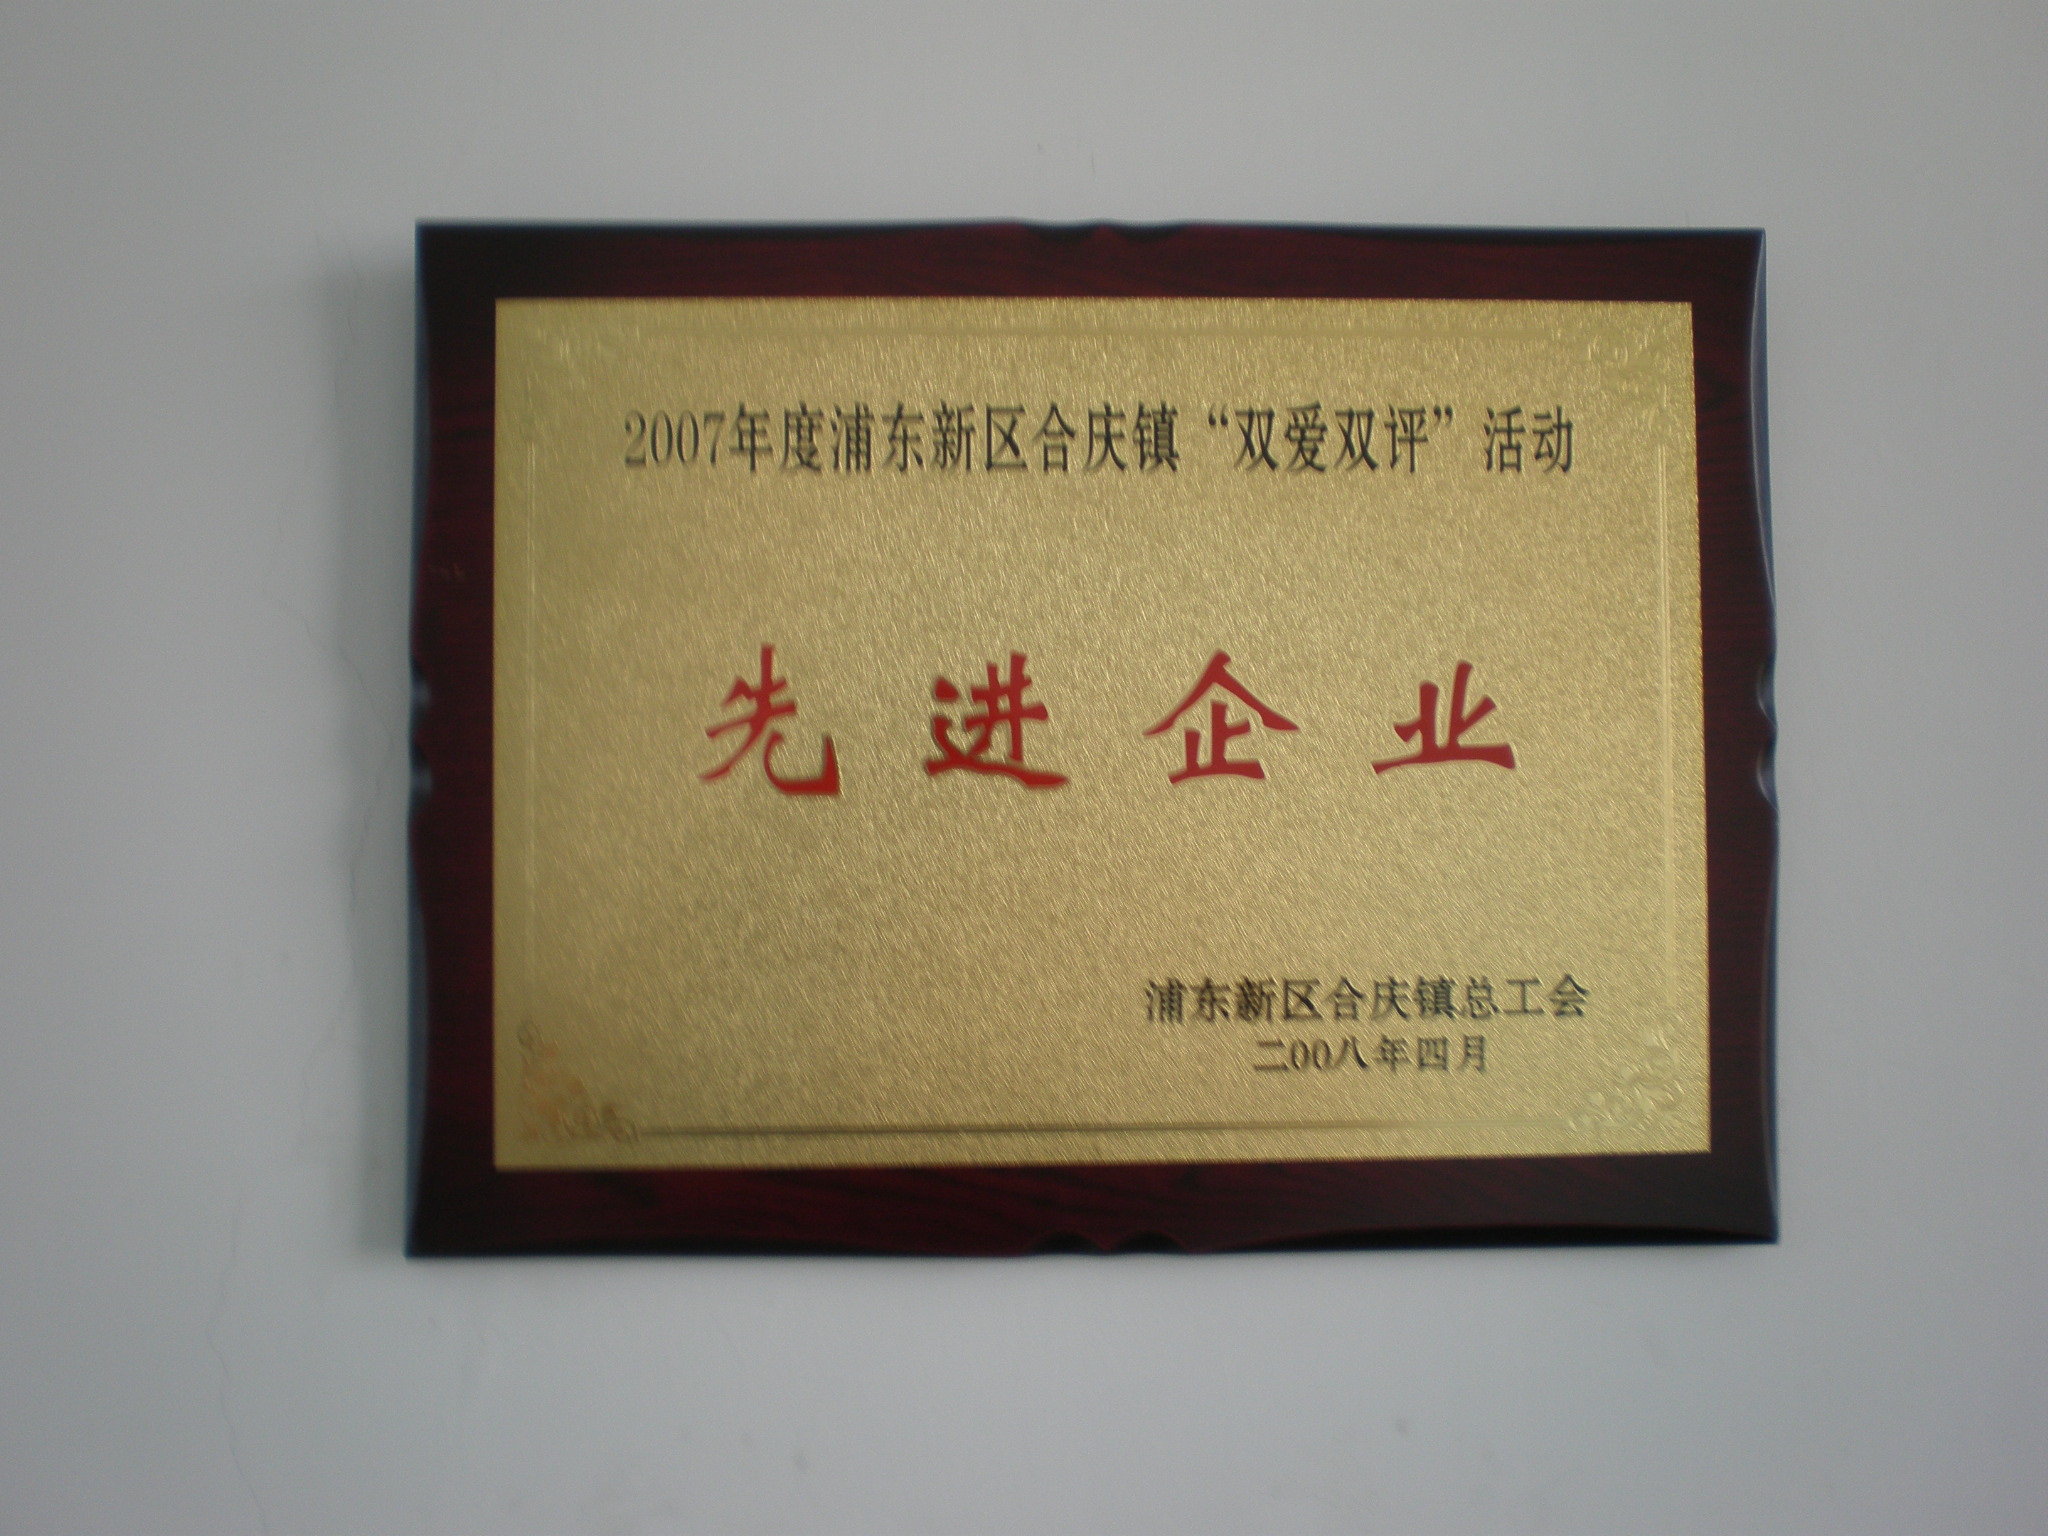 2007年度浦东新区合庆镇“双爱双评”活动
先进企业
浦东新区合庆镇总工会
二00八年四月